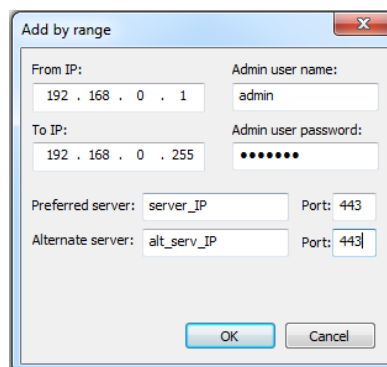 Add by range
From IP: Admin user name:
192 . 168 . 0 . 1 admin
To IP: Admin user password:
192 . 168 . 0 . 255 •••••••
Preferred server: server_IP Port: 443
Alternate server: alt_serv_IP Port: 443
OK Cancel